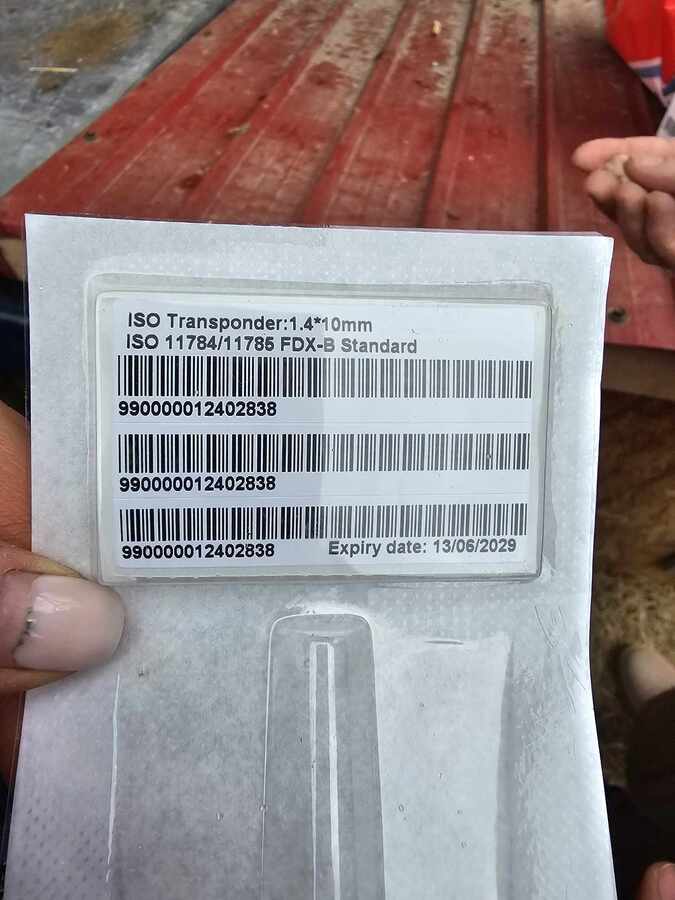 ISO Transponder:1.4*10mm
ISO 11784/11785 FDX-B Standard
990000012402838
990000012402838
990000012402838 Expiry date: 13/06/2029